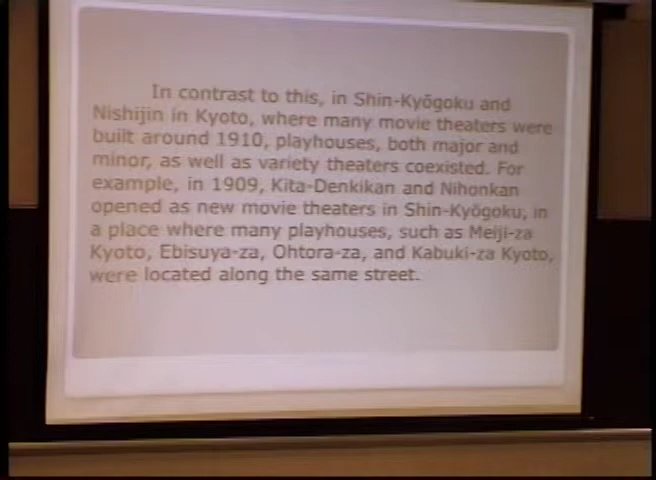 In contrast to this, in Shin-Kyōgoku and
Nishijin in Kyoto, where many movie theaters were
built around 1910, playhouses, both major and
minor, as well as variety theaters coexisted. For
example, in 1909, Kita-Denkikan and Nihonkan
opened as new movie theaters in Shin-Kyōgoku, in
a place where many playhouses, such as Meiji-za
Kyoto, Ebisuya-za, Ohtora-za, and Kabuki-za Kyoto,
were located along the same street.